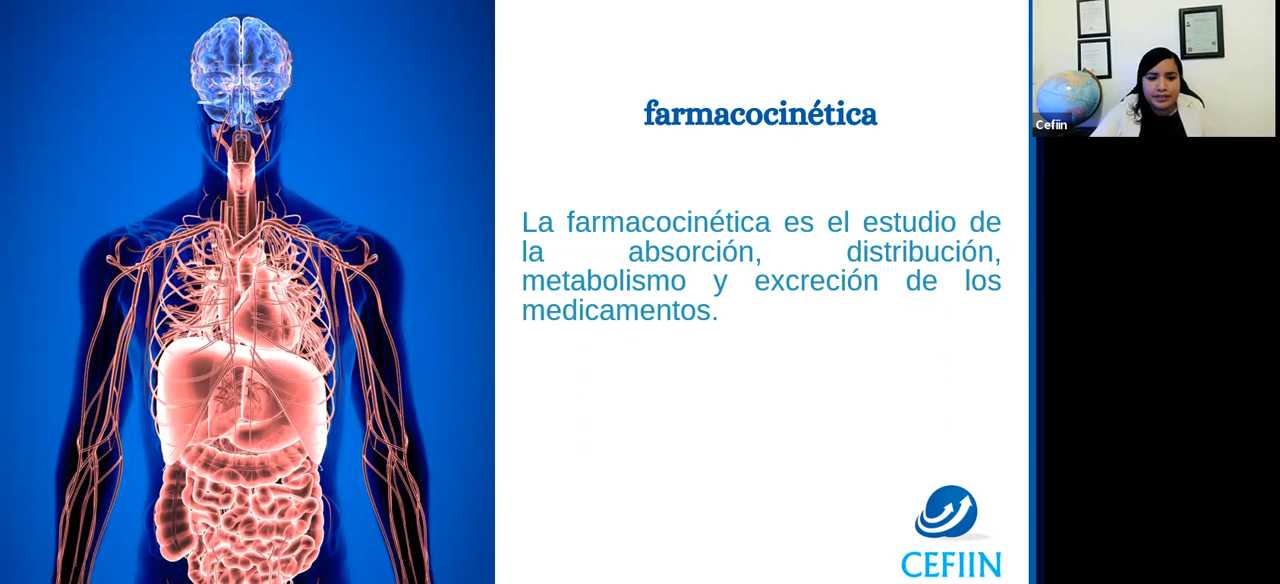 farmacocinética
La farmacocinética es el estudio de
la absorción, distribución,
metabolismo y excreción de los
medicamentos.
CEFIIN
Cefiin